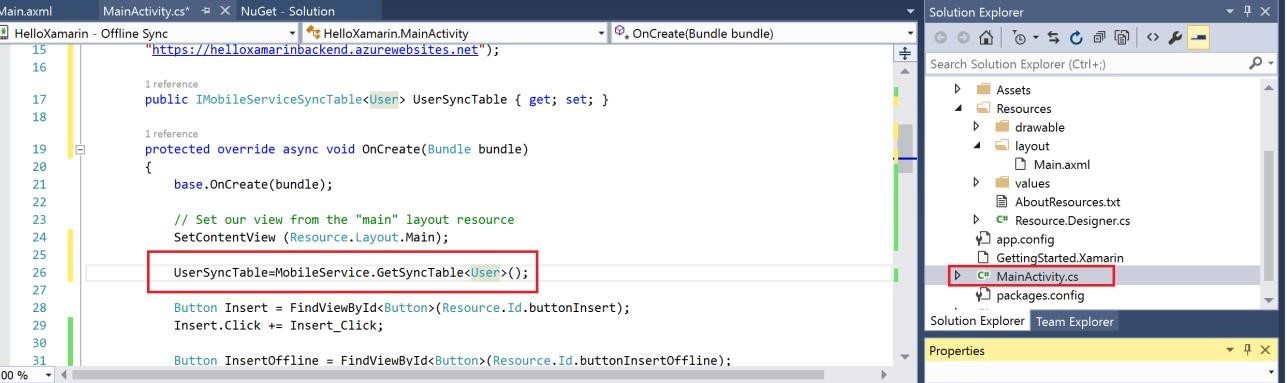 Main.axml
MainActivity.cs*
NuGet - Solution
HelloXamarin - Offline Sync
HelloXamarin.MainActivity
OnCreate(Bundle bundle)
15 "https://helloxamarinbackend.azurewebsites.net");
16
1 reference
17 public IMobileServiceSyncTable<User> UserSyncTable { get; set; }
18
1 reference
19 protected override async void OnCreate(Bundle bundle)
20 {
21 base.OnCreate(bundle);
22
23 // Set our view from the "main" layout resource
24 SetContentView (Resource.Layout.Main);
25
26 UserSyncTable=MobileService.GetSyncTable<User>();
27
28 Button Insert = FindViewById<Button>(Resource.Id.buttonInsert);
29 Insert.Click += Insert_Click;
30
31 Button InsertOffline = FindViewById<Button>(Resource.Id.buttonInsertOffline);
00 %
Solution Explorer
Search Solution Explorer (Ctrl+;)
Assets
Resources
drawable
layout
Main.axml
values
AboutResources.txt
C# Resource.Designer.cs
app.config
GettingStarted.Xamarin
C# MainActivity.cs
packages.config
Solution Explorer
Team Explorer
Properties